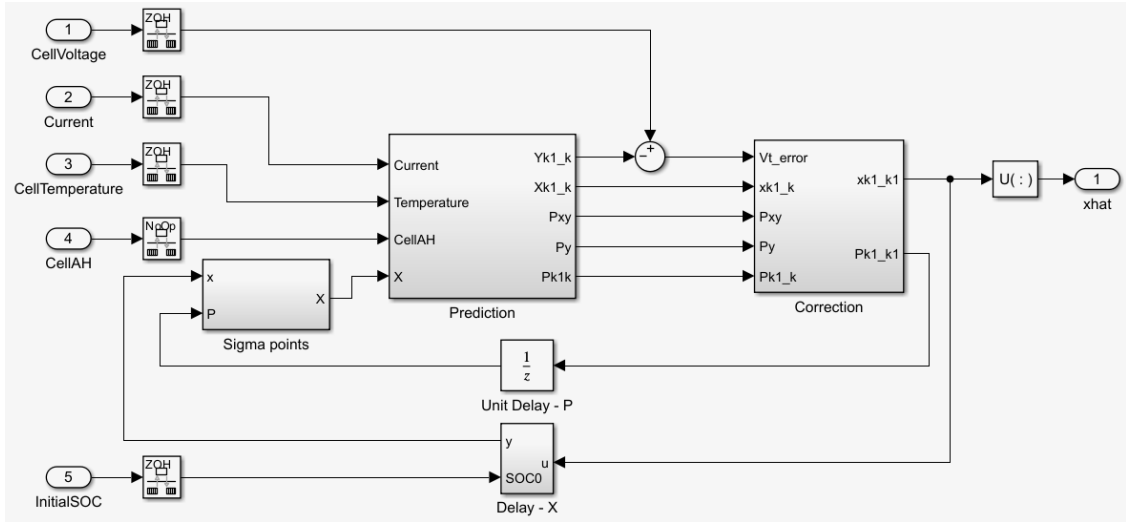 1
ZOH
CellVoltage
2
ZOH
Current
3
ZOH
CellTemperature
4
NoOp
CellAH
Current
Temperature
CellAH
X
Yk1_k
Xk1_k
Pxy
Py
Pk1k
Prediction
− +
Vt_error
xk1_k
Pxy
Py
Pk1_k
xk1_k1
Pk1_k1
Correction
U( : )
1
xhat
x
P
X
Sigma points
1
z
Unit Delay - P
y
u
SOC0
Delay - X
5
ZOH
InitialSOC